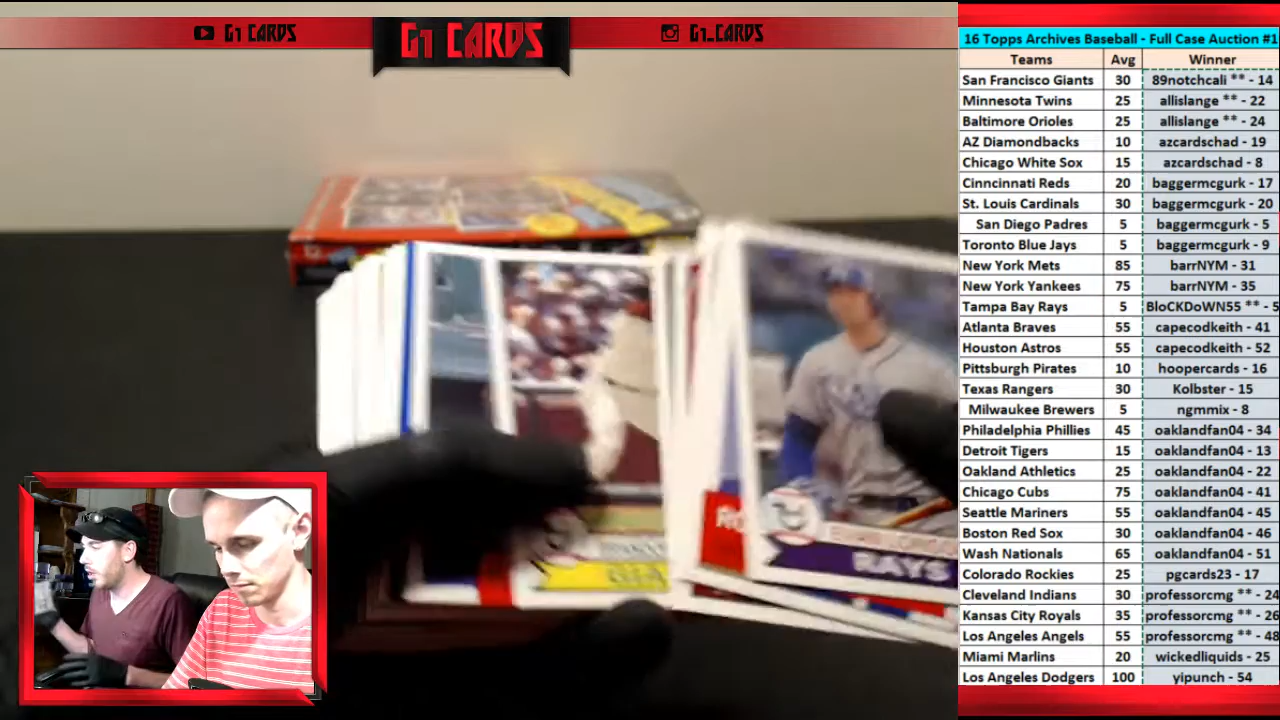 G1 CARDS
G1 CARDS
G1_CARDS
16 Topps Archives Baseball - Full Case Auction #1
Teams Avg Winner
San Francisco Giants 30 89notchcali ** - 14
Minnesota Twins 25 allislange ** - 22
Baltimore Orioles 25 allislange ** - 24
AZ Diamondbacks 10 azcardschad - 19
Chicago White Sox 15 azcardschad - 8
Cinncinnati Reds 20 baggermcgurk - 17
St. Louis Cardinals 30 baggermcgurk - 20
San Diego Padres 5 baggermcgurk - 5
Toronto Blue Jays 5 baggermcgurk - 9
New York Mets 85 barrNYM - 31
New York Yankees 75 barrNYM - 35
Tampa Bay Rays 5 BloCKDoWN55 ** - 5
Atlanta Braves 55 capecodkeith - 41
Houston Astros 55 capecodkeith - 52
Pittsburgh Pirates 10 hoopercards - 16
Texas Rangers 30 Kolbster - 15
Milwaukee Brewers 5 ngmmix - 8
Philadelphia Phillies 45 oaklandfan04 - 34
Detroit Tigers 15 oaklandfan04 - 13
Oakland Athletics 25 oaklandfan04 - 22
Chicago Cubs 75 oaklandfan04 - 41
Seattle Mariners 55 oaklandfan04 - 45
Boston Red Sox 30 oaklandfan04 - 46
Wash Nationals 65 oaklandfan04 - 51
Colorado Rockies 25 pgcards23 - 17
Cleveland Indians 30 professorcmg ** - 24
Kansas City Royals 35 professorcmg ** - 26
Los Angeles Angels 55 professorcmg ** - 48
Miami Marlins 20 wickedliquids - 25
Los Angeles Dodgers 100 yipunch - 54
RAYS